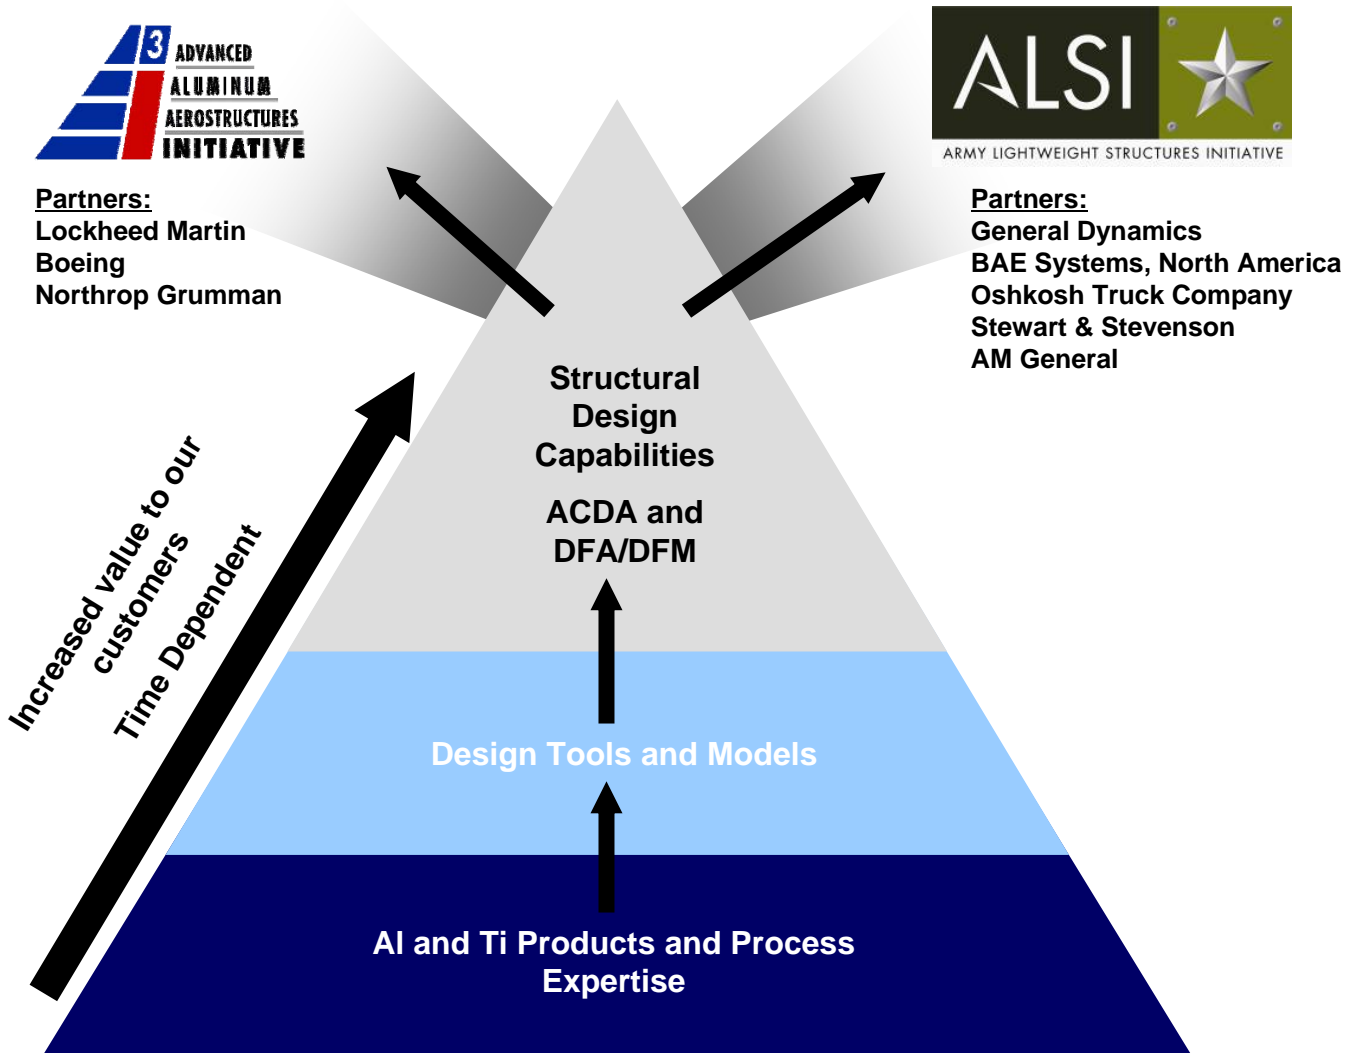 3
ADVANCED
ALUMINUM
AEROSTRUCTURES
INITIATIVE
Partners:
Lockheed Martin
Boeing
Northrop Grumman
ALSI
ARMY LIGHTWEIGHT STRUCTURES INITIATIVE
Partners:
General Dynamics
BAE Systems, North America
Oshkosh Truck Company
Stewart & Stevenson
AM General
Increased value to our
customers
Time Dependent
Structural
Design
Capabilities
ACDA and
DFA/DFM
Design Tools and Models
Al and Ti Products and Process
Expertise